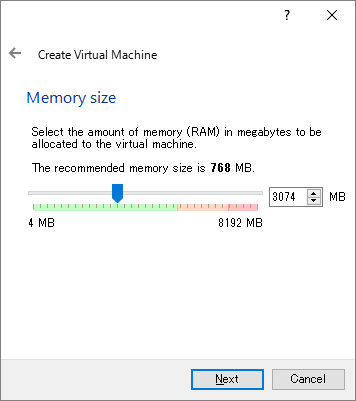 ?
Create Virtual Machine
Memory size
Select the amount of memory (RAM) in megabytes to be
allocated to the virtual machine.
The recommended memory size is 768 MB.
3074 MB
4 MB 8192 MB
Next Cancel